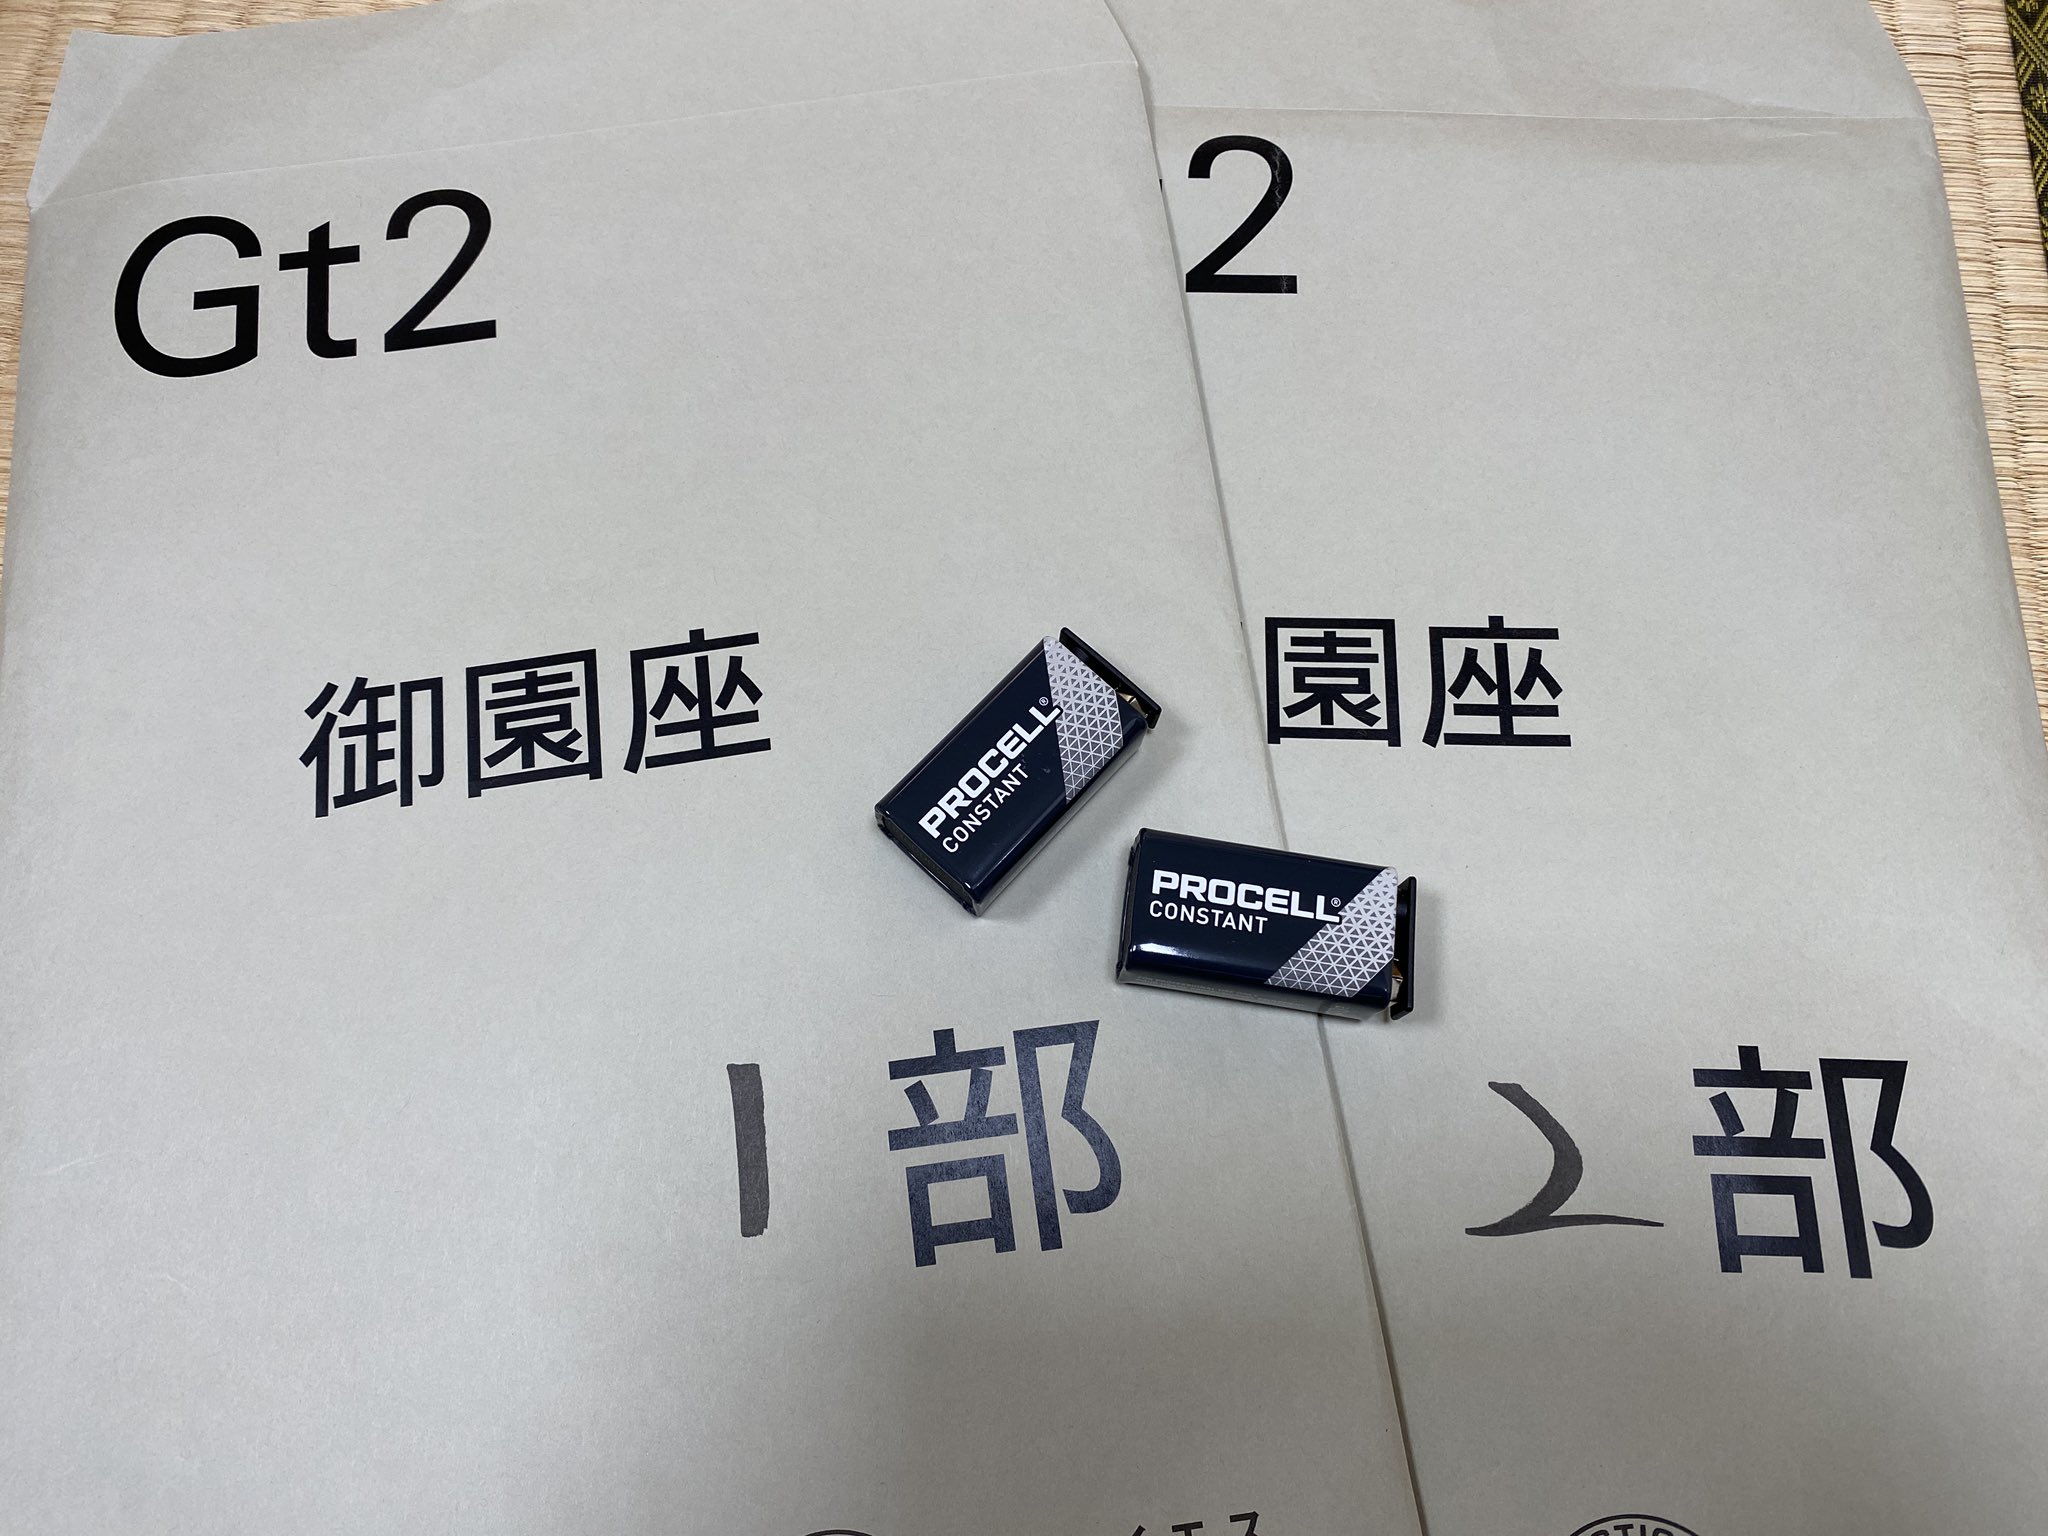 Gt2
御園座
1部
2
園座
2部
PROCELL®
CONSTANT
PROCELL®
CONSTANT